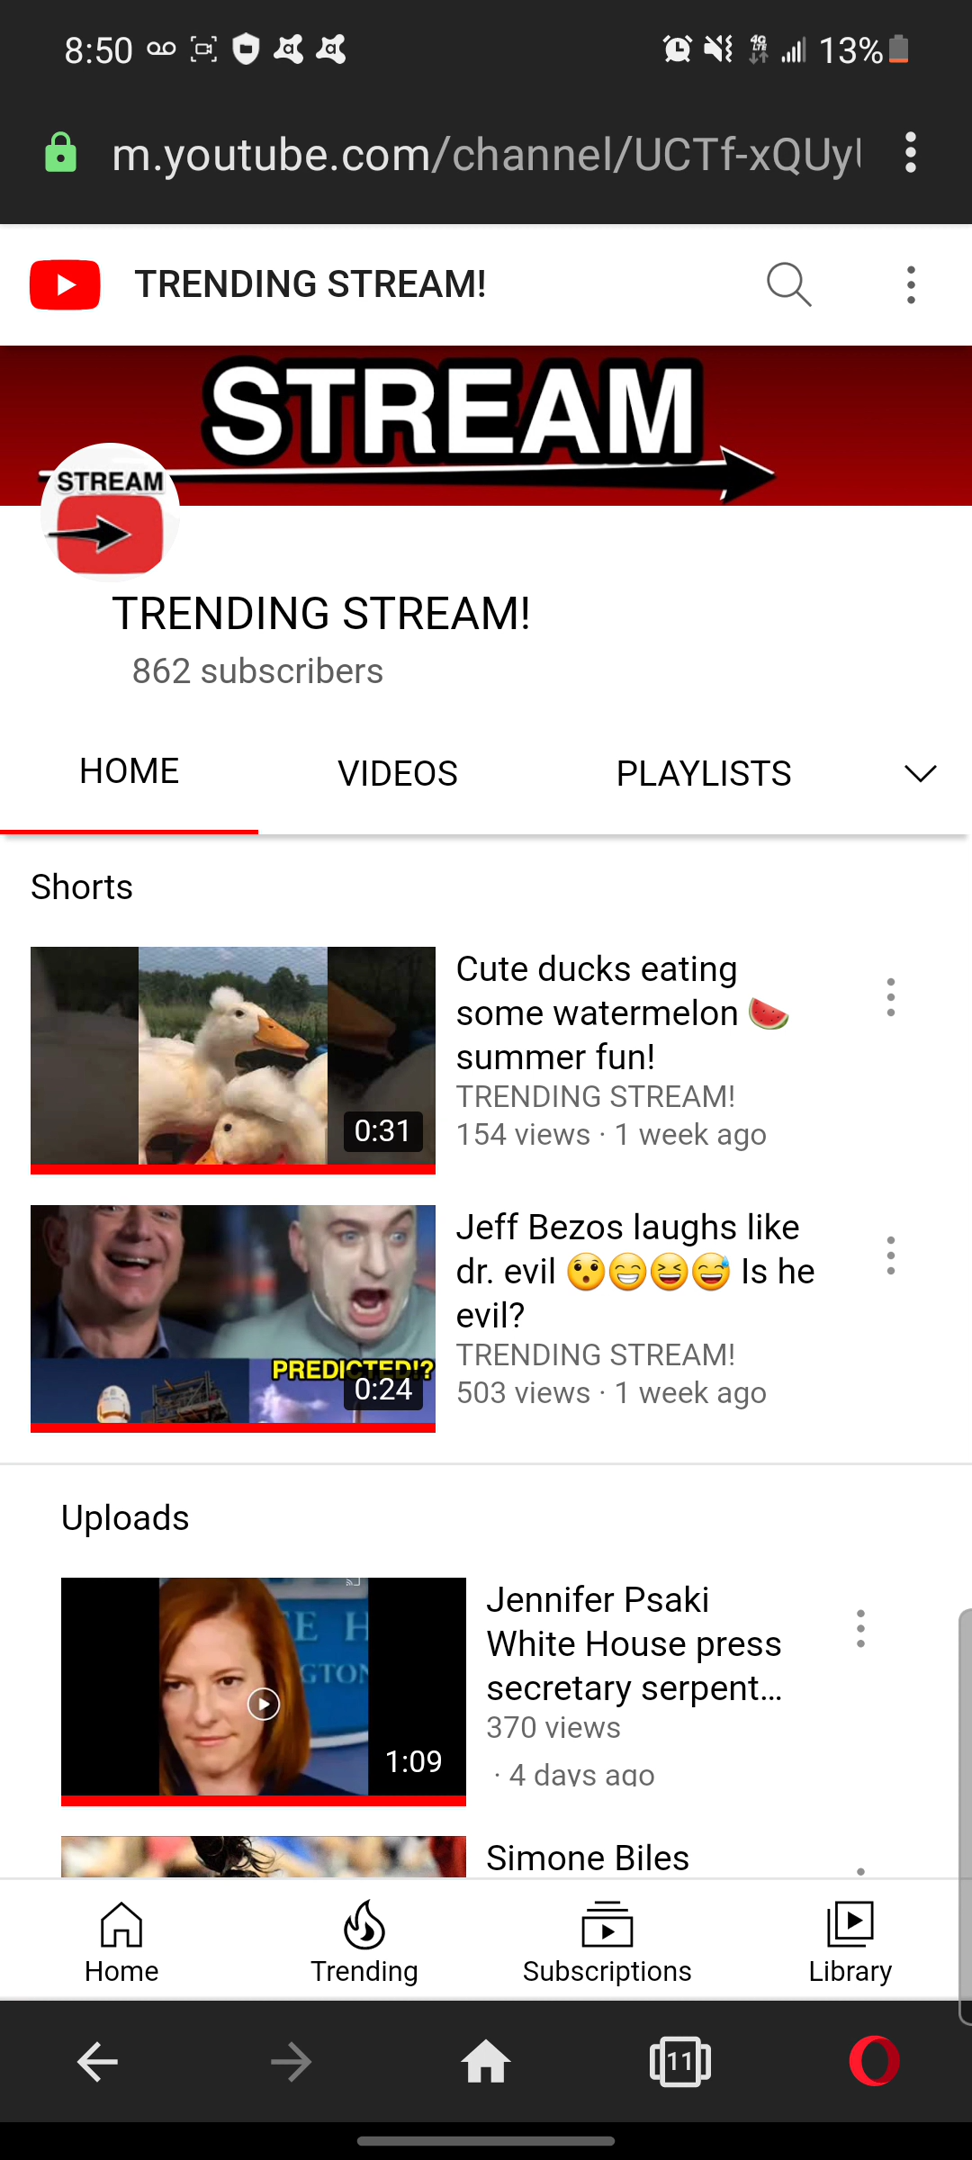 8:50 4G LTE 13%
m.youtube.com/channel/UCTf-xQUy
TRENDING STREAM!
STREAM
STREAM
TRENDING STREAM!
862 subscribers
HOME VIDEOS PLAYLISTS
Shorts
Cute ducks eating
some watermelon 🍉
summer fun!
TRENDING STREAM!
154 views · 1 week ago
0:31
Jeff Bezos laughs like
dr. evil 😯😁😆😅 Is he
evil?
TRENDING STREAM!
503 views · 1 week ago
PREDICTED!?
0:24
Uploads
Jennifer Psaki
White House press
secretary serpent...
370 views
· 4 days ago
E H
GTON
1:09
Simone Biles
Home Trending Subscriptions Library
11